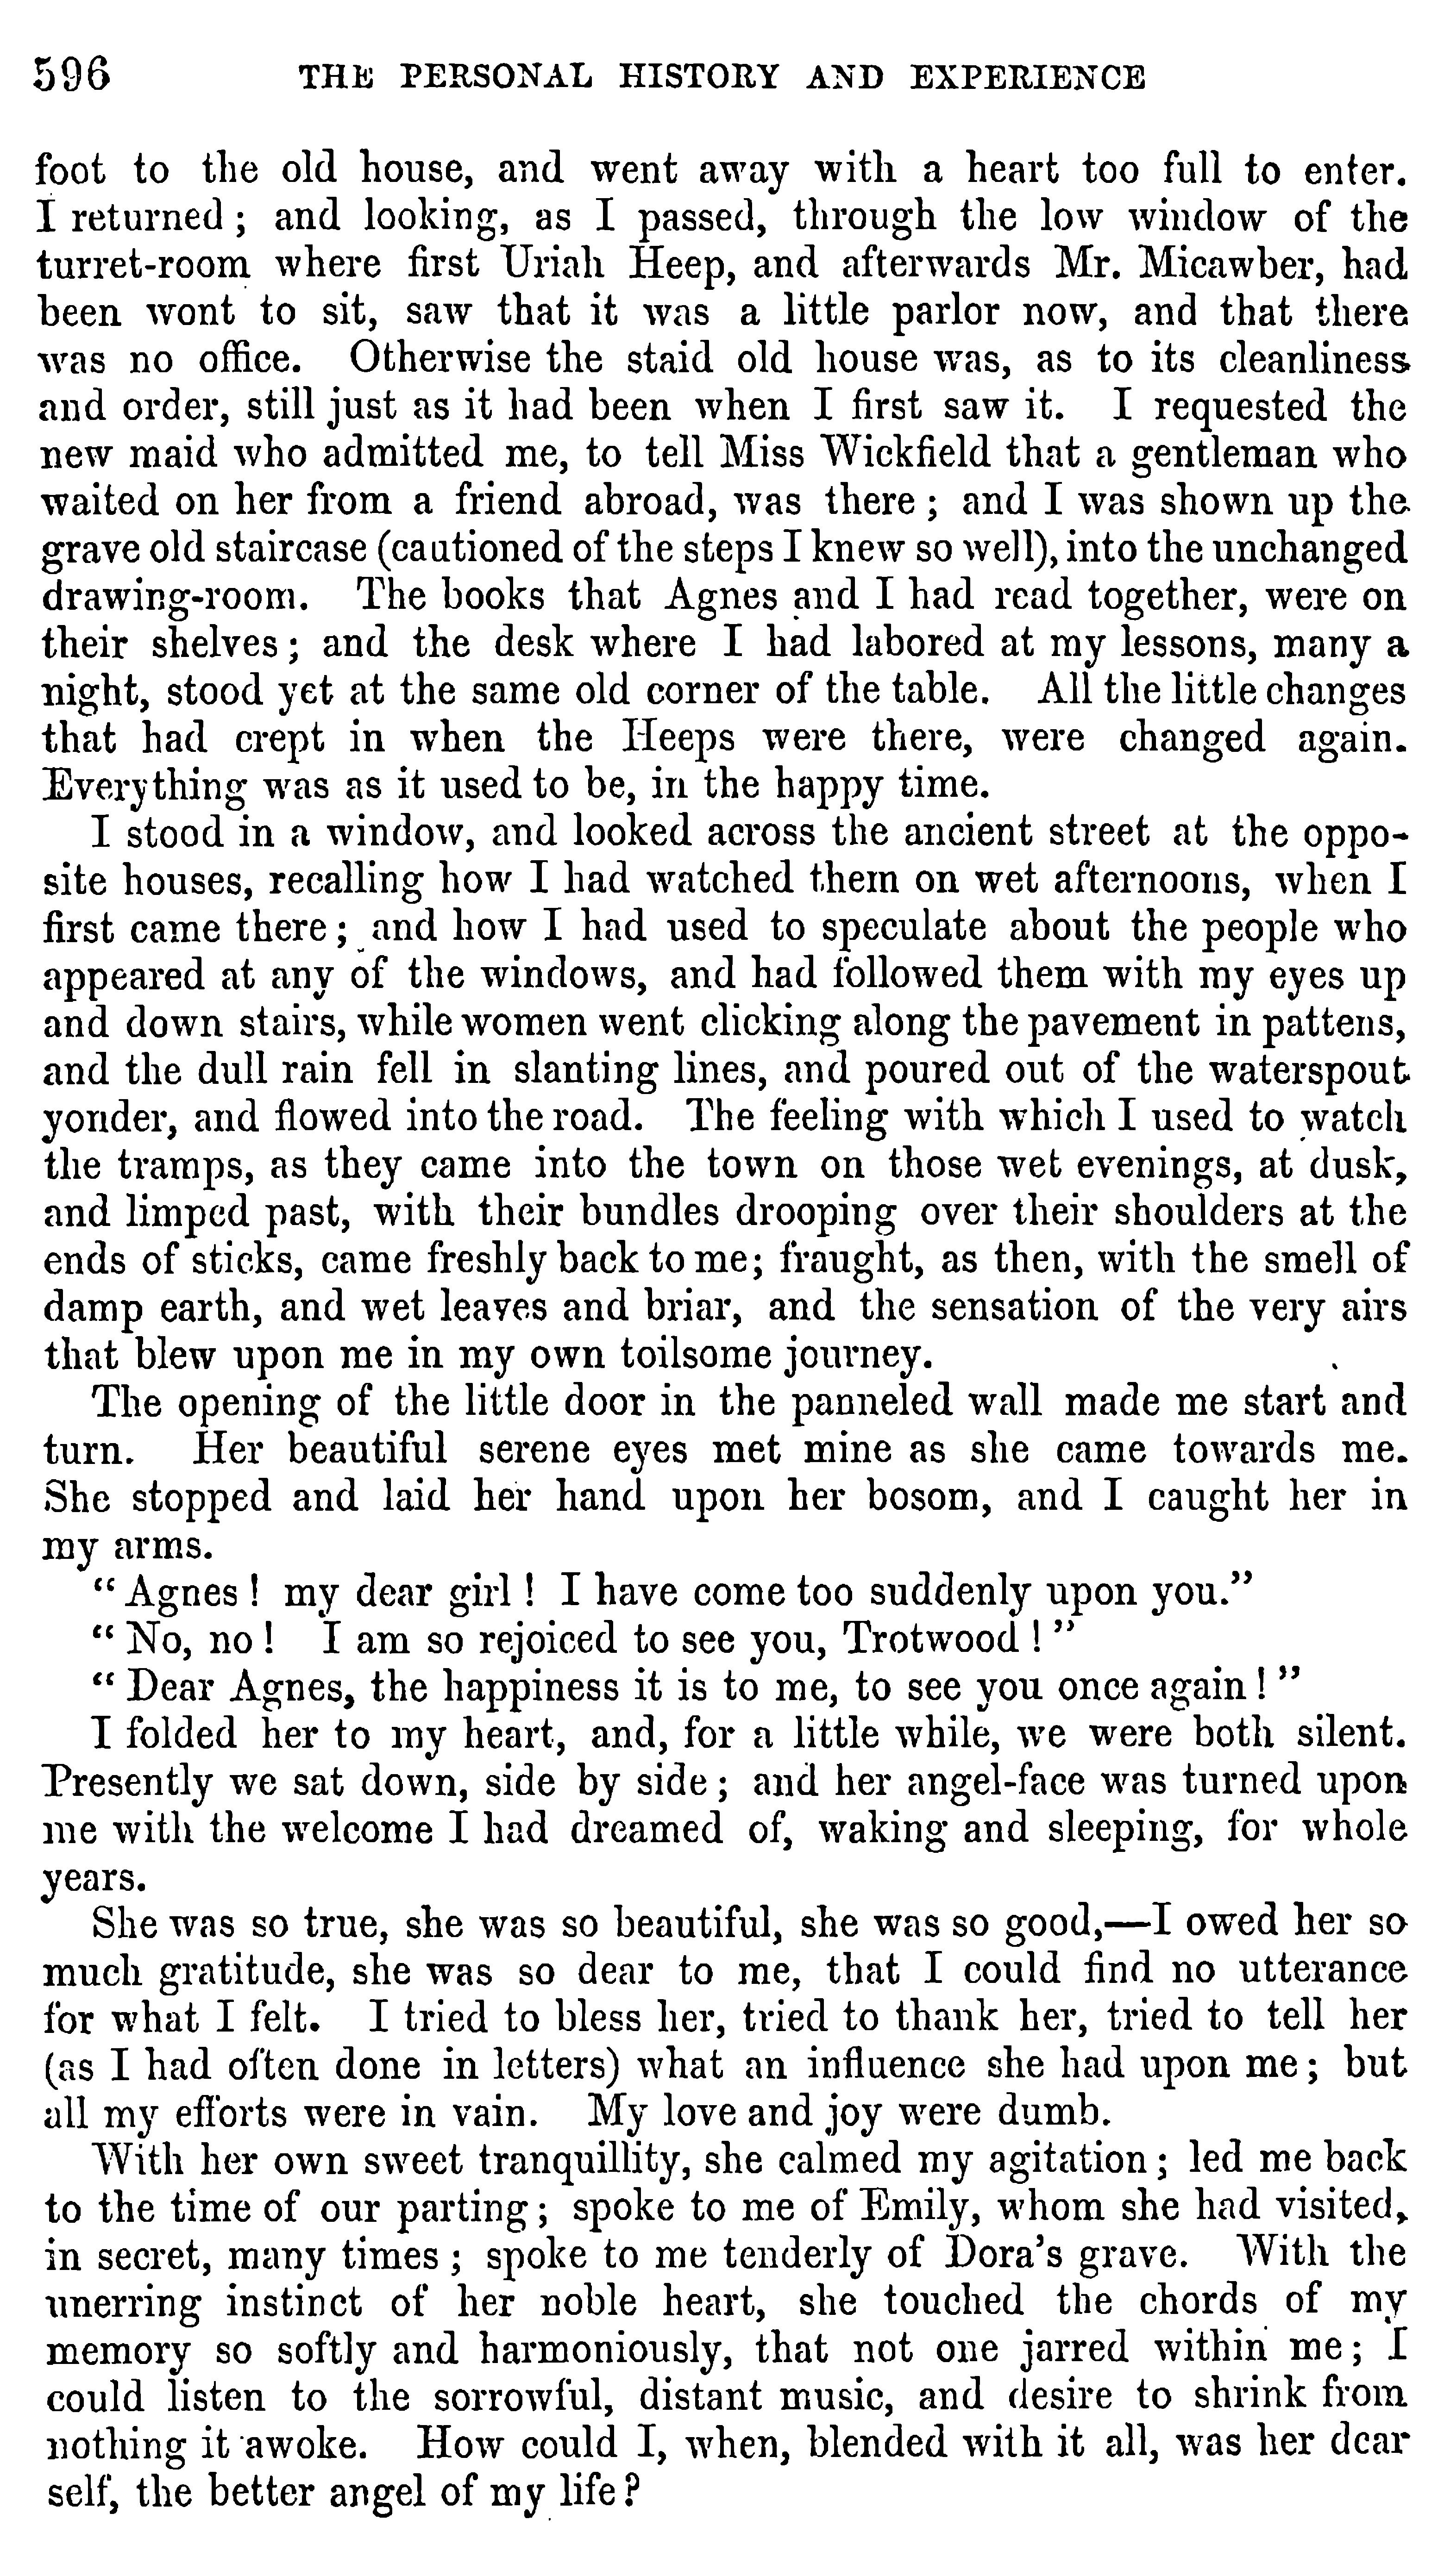 596 THE PERSONAL HISTORY AND EXPERIENCE
foot to the old house, and went away with a heart too full to enter.
I returned; and looking, as I passed, through the low window of the
turret-room where first Uriah Heep, and afterwards Mr. Micawber, had
been wont to sit, saw that it was a little parlor now, and that there
was no office. Otherwise the staid old house was, as to its cleanliness
and order, still just as it had been when I first saw it. I requested the
new maid who admitted me, to tell Miss Wickfield that a gentleman who
waited on her from a friend abroad, was there; and I was shown up the
grave old staircase (cautioned of the steps I knew so well), into the unchanged
drawing-room. The books that Agnes and I had read together, were on
their shelves; and the desk where I had labored at my lessons, many a
night, stood yet at the same old corner of the table. All the little changes
that had crept in when the Heeps were there, were changed again.
Everything was as it used to be, in the happy time.
I stood in a window, and looked across the ancient street at the oppo-
site houses, recalling how I had watched them on wet afternoons, when I
first came there; and how I had used to speculate about the people who
appeared at any of the windows, and had followed them with my eyes up
and down stairs, while women went clicking along the pavement in pattens,
and the dull rain fell in slanting lines, and poured out of the waterspout
yonder, and flowed into the road. The feeling with which I used to watch
the tramps, as they came into the town on those wet evenings, at dusk,
and limped past, with their bundles drooping over their shoulders at the
ends of sticks, came freshly back to me; fraught, as then, with the smell of
damp earth, and wet leaves and briar, and the sensation of the very airs
that blew upon me in my own toilsome journey.
The opening of the little door in the panneled wall made me start and
turn. Her beautiful serene eyes met mine as she came towards me.
She stopped and laid her hand upon her bosom, and I caught her in
my arms.
"Agnes! my dear girl! I have come too suddenly upon you."
"No, no! I am so rejoiced to see you, Trotwood!"
"Dear Agnes, the happiness it is to me, to see you once again!"
I folded her to my heart, and, for a little while, we were both silent.
Presently we sat down, side by side; and her angel-face was turned upon
me with the welcome I had dreamed of, waking and sleeping, for whole
years.
She was so true, she was so beautiful, she was so good,—I owed her so
much gratitude, she was so dear to me, that I could find no utterance
for what I felt. I tried to bless her, tried to thank her, tried to tell her
(as I had often done in letters) what an influence she had upon me; but
all my efforts were in vain. My love and joy were dumb.
With her own sweet tranquillity, she calmed my agitation; led me back
to the time of our parting; spoke to me of Emily, whom she had visited,
in secret, many times; spoke to me tenderly of Dora's grave. With the
unerring instinct of her noble heart, she touched the chords of my
memory so softly and harmoniously, that not one jarred within me; I
could listen to the sorrowful, distant music, and desire to shrink from
nothing it awoke. How could I, when, blended with it all, was her dear
self, the better angel of my life?